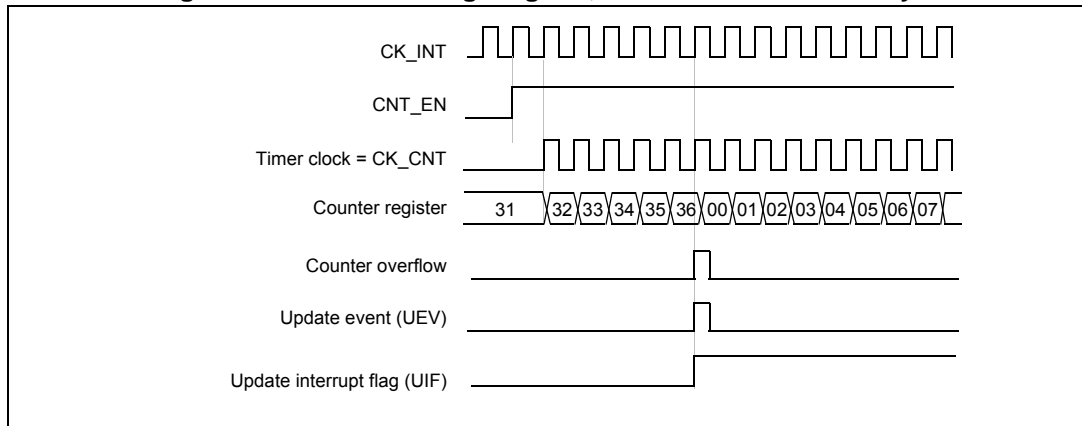 CK_INT
CNT_EN
Timer clock = CK_CNT
Counter register 31 32 33 34 35 36 00 01 02 03 04 05 06 07
Counter overflow
Update event (UEV)
Update interrupt flag (UIF)